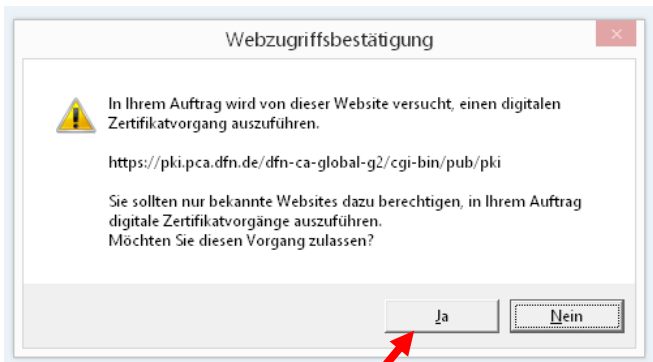 Webzugriffsbestätigung
x
In Ihrem Auftrag wird von dieser Website versucht, einen digitalen
Zertifikatvorgang auszuführen.
https://pki.pca.dfn.de/dfn-ca-global-g2/cgi-bin/pub/pki
Sie sollten nur bekannte Websites dazu berechtigen, in Ihrem Auftrag
digitale Zertifikatvorgänge auszuführen.
Möchten Sie diesen Vorgang zulassen?
Ja
Nein